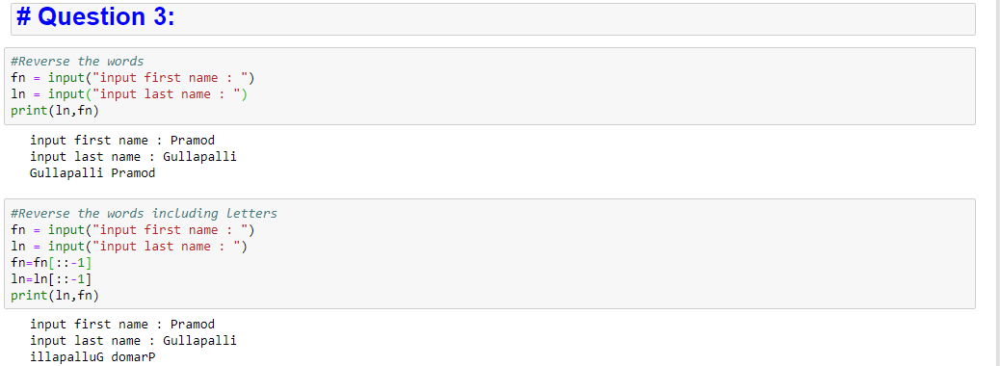 # Question 3:
#Reverse the words
fn = input("input first name : ")
ln = input("input last name : ")
print(ln,fn)
input first name : Pramod
input last name : Gullapalli
Gullapalli Pramod
#Reverse the words including letters
fn = input("input first name : ")
ln = input("input last name : ")
fn=fn[::-1]
ln=ln[::-1]
print(ln,fn)
input first name : Pramod
input last name : Gullapalli
illapalluG domarP